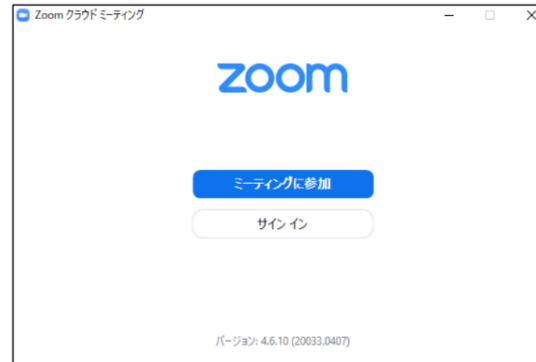 Zoom クラウド ミーティング
zoom
ミーティングに参加
サイン イン
バージョン: 4.6.10 (20033.0407)